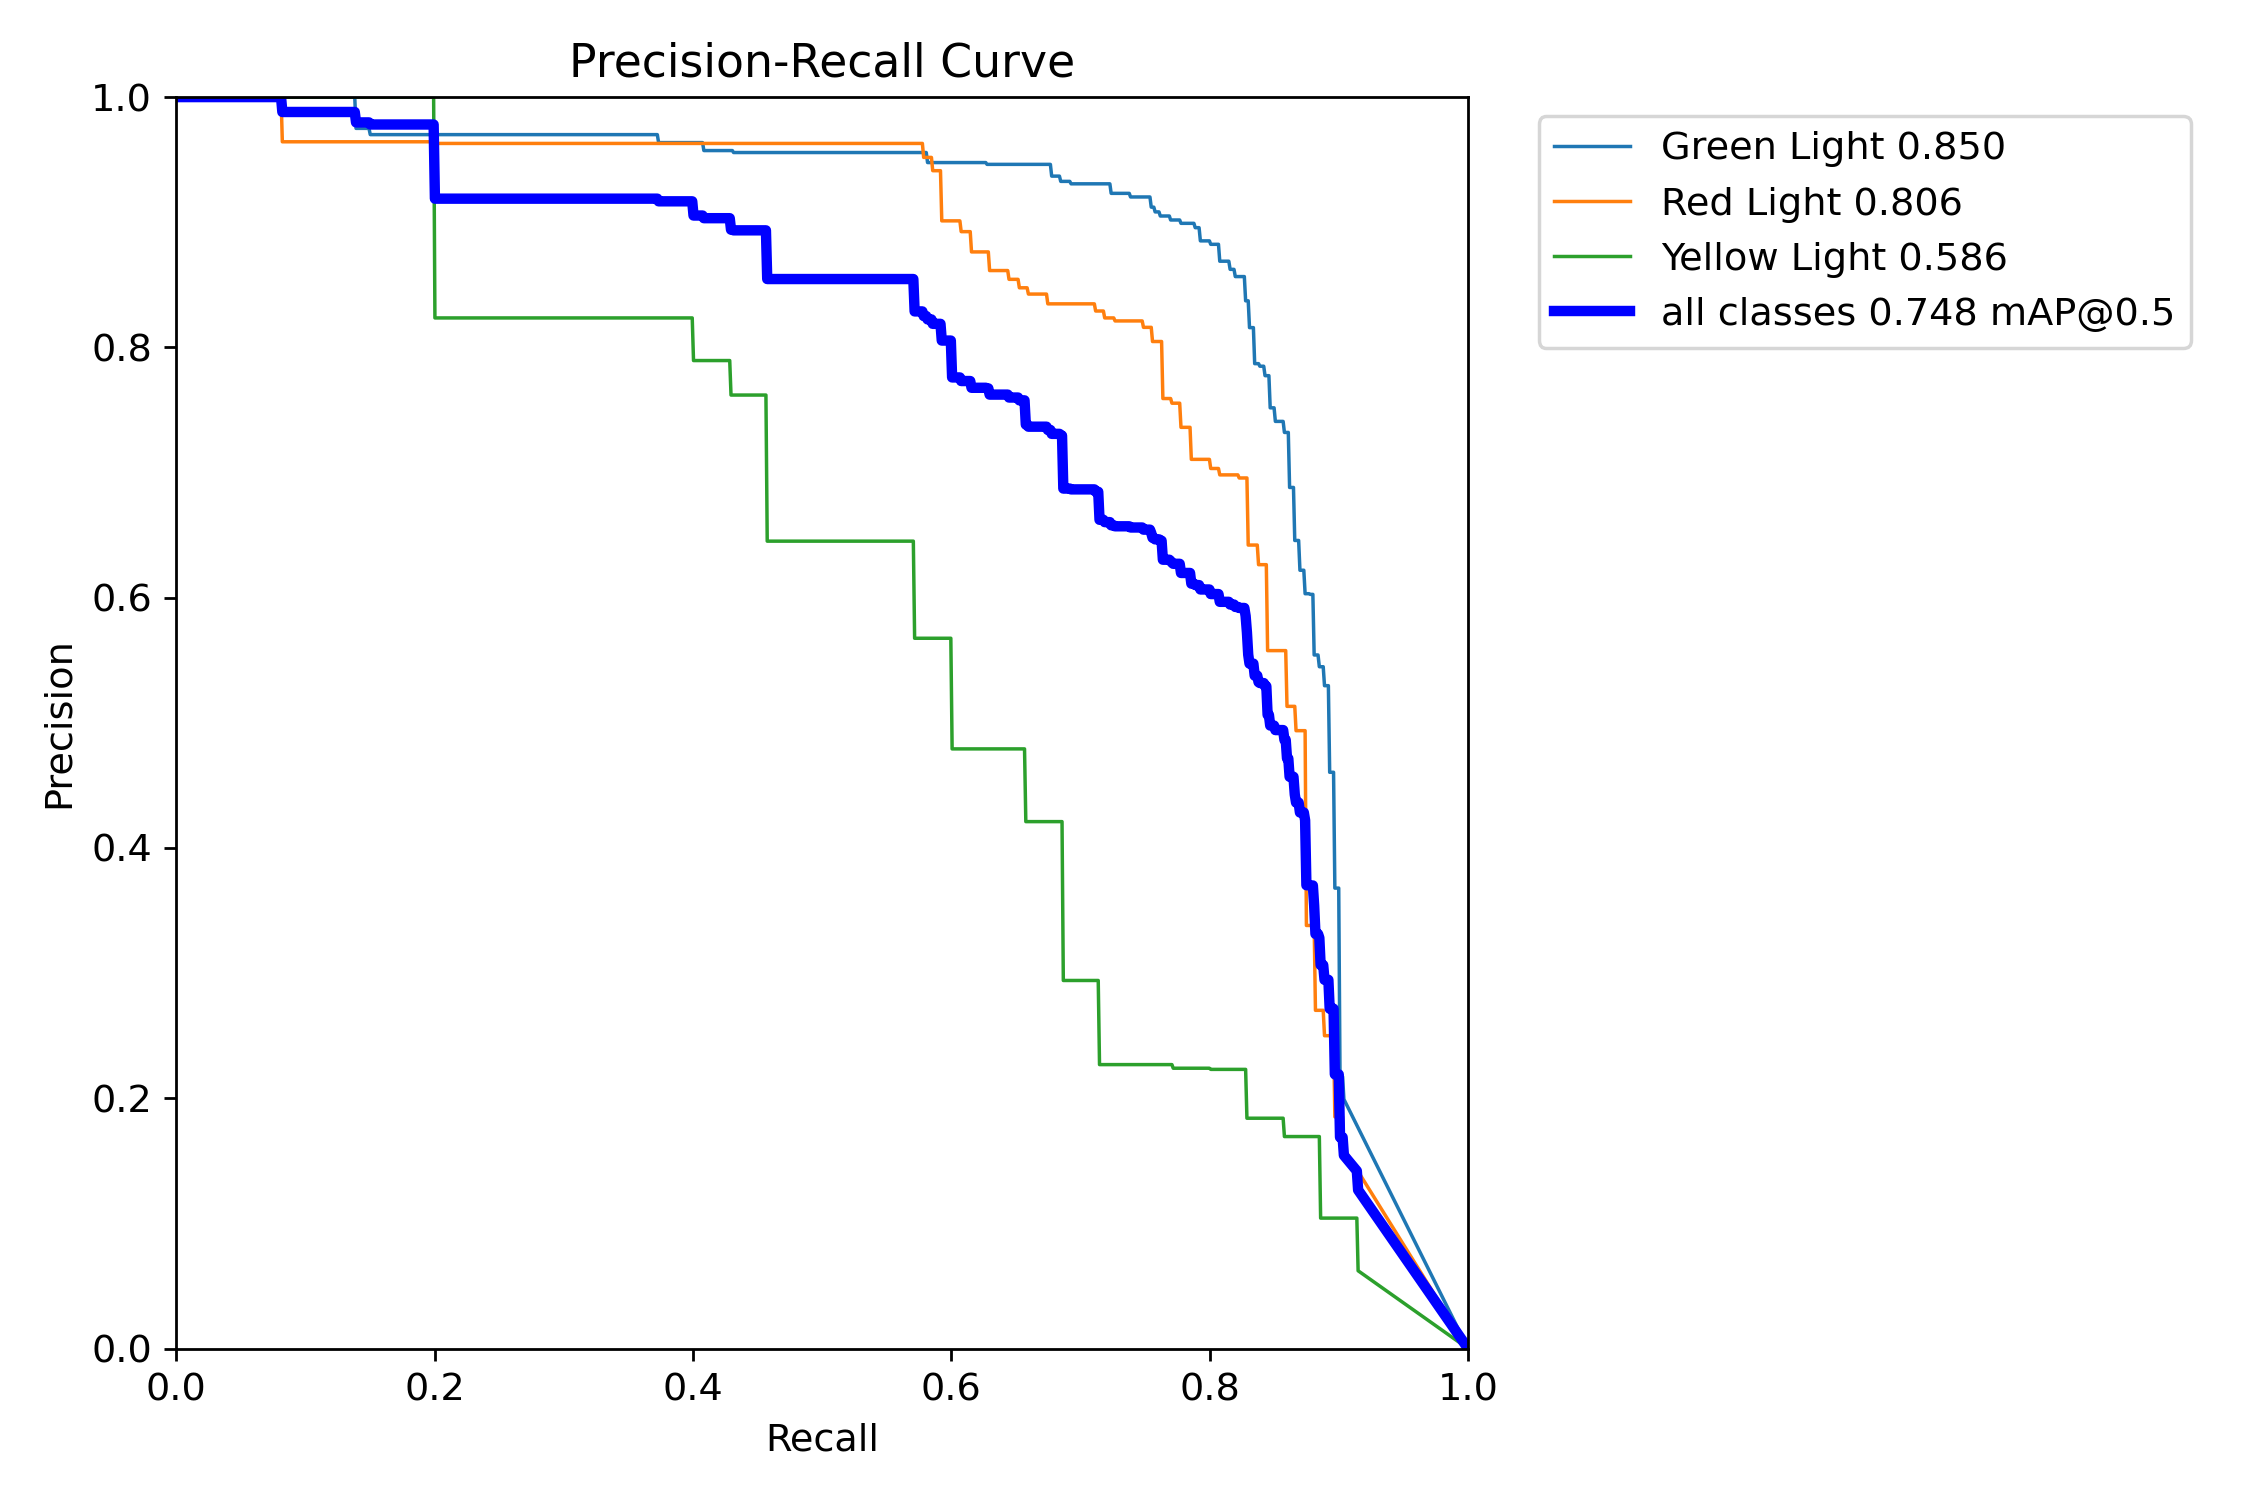 Precision-Recall Curve
1.0
0.8
0.6
0.4
0.2
0.0
Precision
0.0 0.2 0.4 0.6 0.8 1.0
Recall
Green Light 0.850
Red Light 0.806
Yellow Light 0.586
all classes 0.748 mAP@0.5